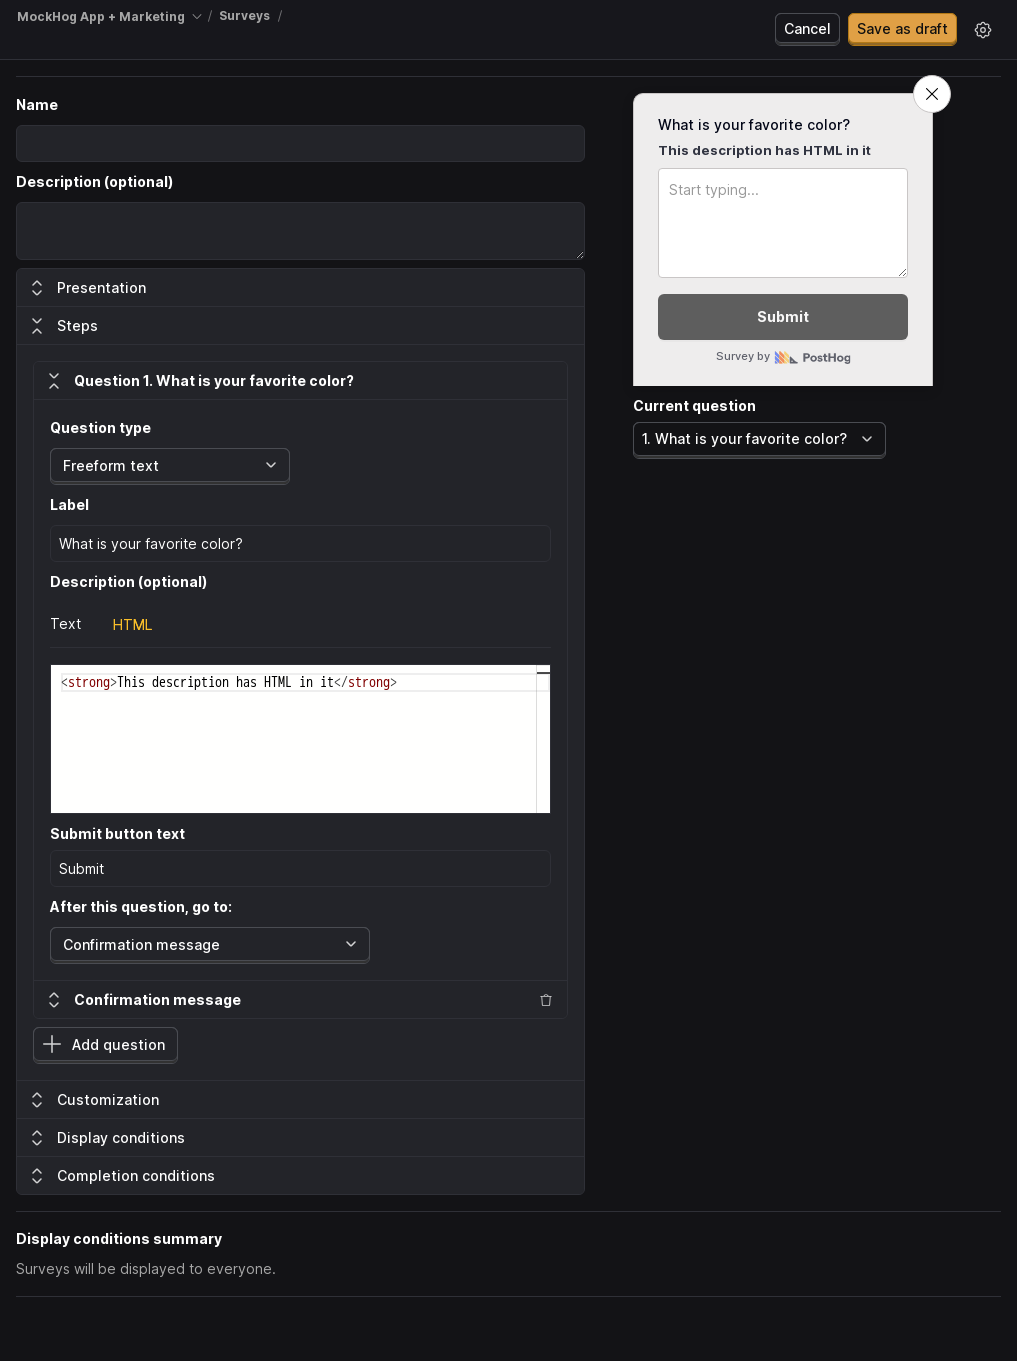 MockHog App + Marketing / Surveys /
Cancel
Save as draft
Name
Description (optional)
Presentation
Steps
Question 1. What is your favorite color?
Question type
Freeform text
Label
What is your favorite color?
Description (optional)
Text HTML
<strong>This description has HTML in it</strong>
Submit button text
Submit
After this question, go to:
Confirmation message
Confirmation message
Add question
Customization
Display conditions
Completion conditions
What is your favorite color?
This description has HTML in it
Start typing...
Submit
Survey by PostHog
Current question
1. What is your favorite color?
Display conditions summary
Surveys will be displayed to everyone.